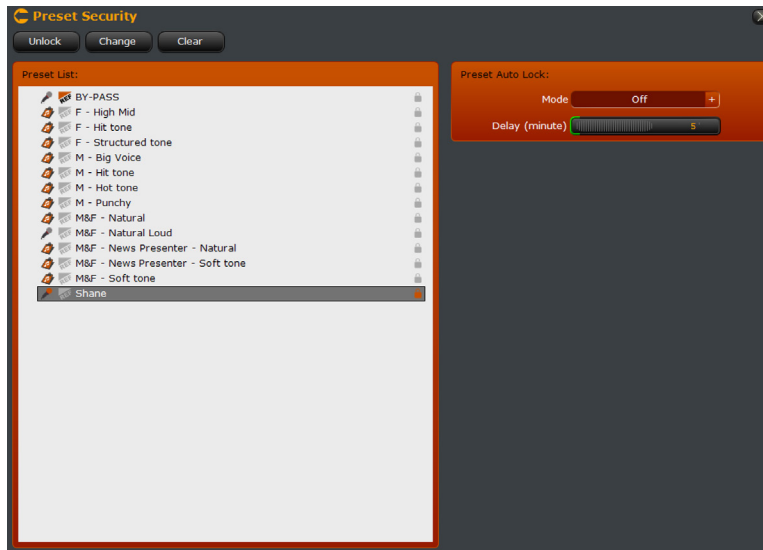 Preset Security
Unlock Change Clear
Preset List:
BY-PASS
F - High Mid
F - Hit tone
F - Structured tone
M - Big Voice
M - Hit tone
M - Hot tone
M - Punchy
M&F - Natural
M&F - Natural Loud
M&F - News Presenter - Natural
M&F - News Presenter - Soft tone
M&F - Soft tone
Shane
Preset Auto Lock:
Mode Off +
Delay (minute) 5